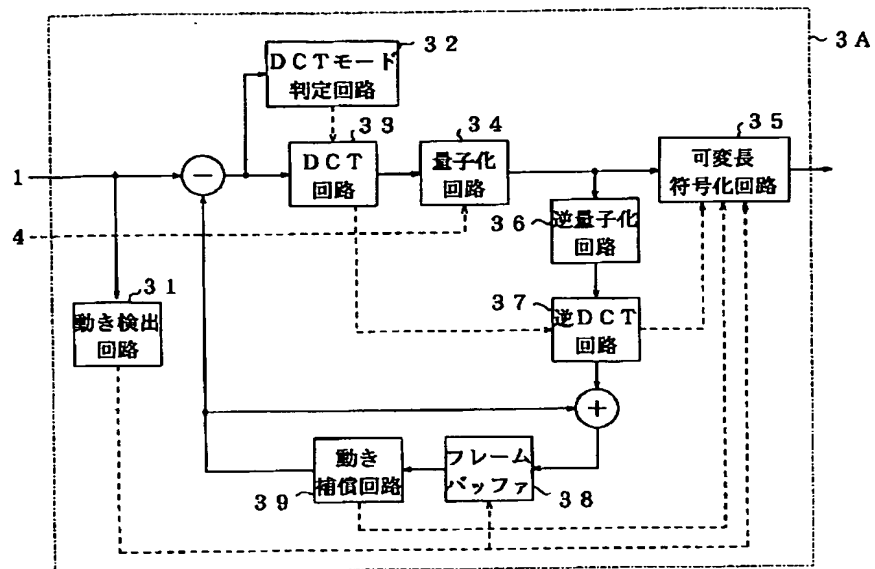 3A
32
DCTモード
判定回路
33
34
35
DCT
回路
量子化
回路
可変長
符号化回路
1
36
逆量子化
回路
4
31
動き検出
回路
37
逆DCT
回路
動き
補償回路
39
フレーム
バッファ
38